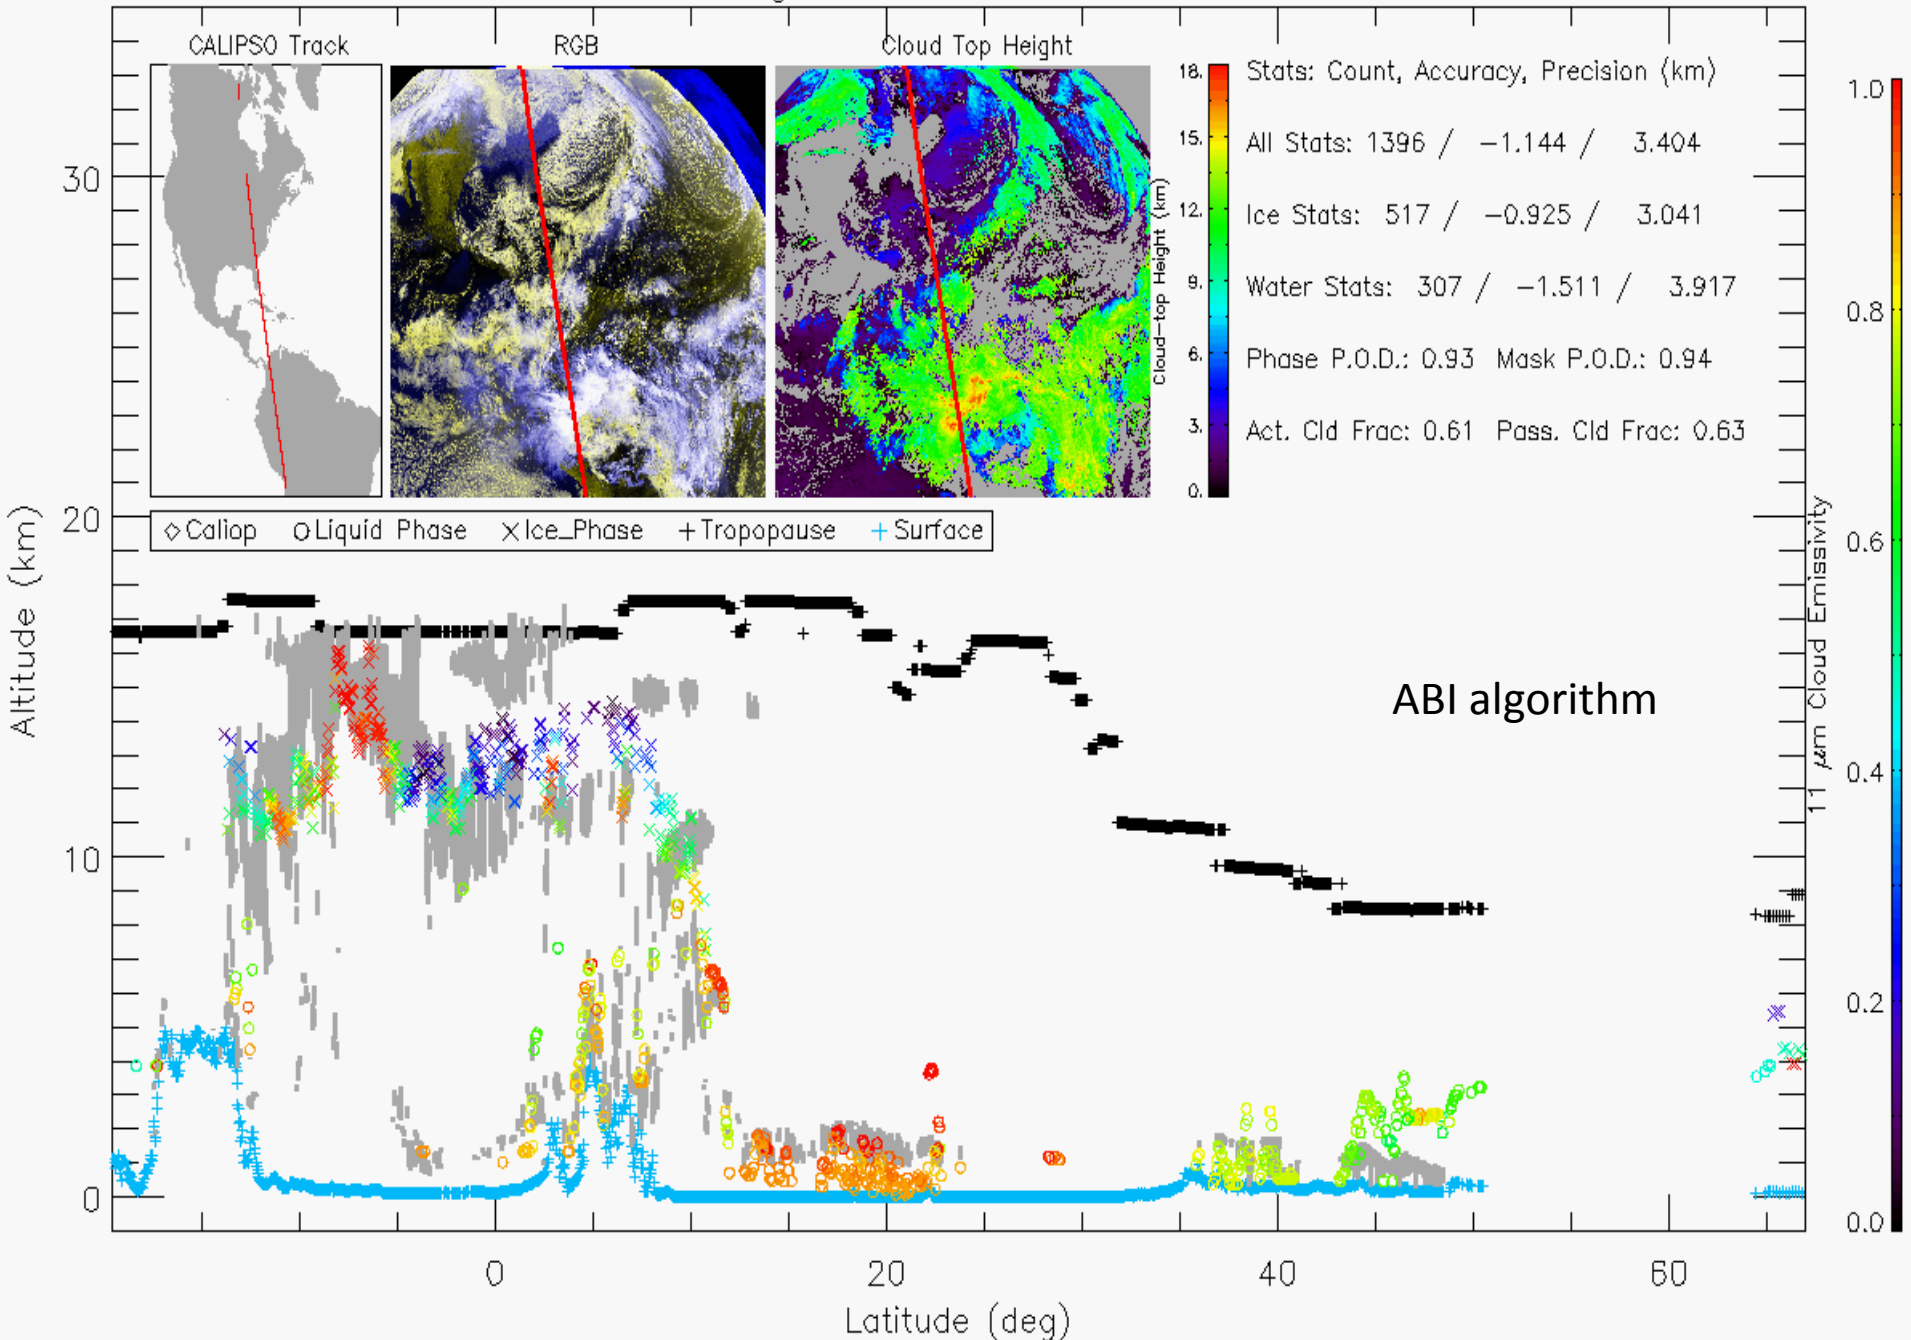 CALIPSO Track
RGB
Cloud Top Height
Stats: Count, Accuracy, Precision (km)
All Stats: 1396 / -1.144 / 3.404
Ice Stats: 517 / -0.925 / 3.041
Water Stats: 307 / -1.511 / 3.917
Phase P.O.D.: 0.93 Mask P.O.D.: 0.94
Act. Cld Frac: 0.61 Pass. Cld Frac: 0.63
18.
15.
12.
9.
6.
3.
0.
Cloud-top Height (km)
Caliop Liquid Phase Ice_Phase Tropopause Surface
ABI algorithm
30
20
10
0
Altitude (km)
0 20 40 60
Latitude (deg)
1.0
0.8
0.6
0.4
0.2
0.0
11 μm Cloud Emissivity